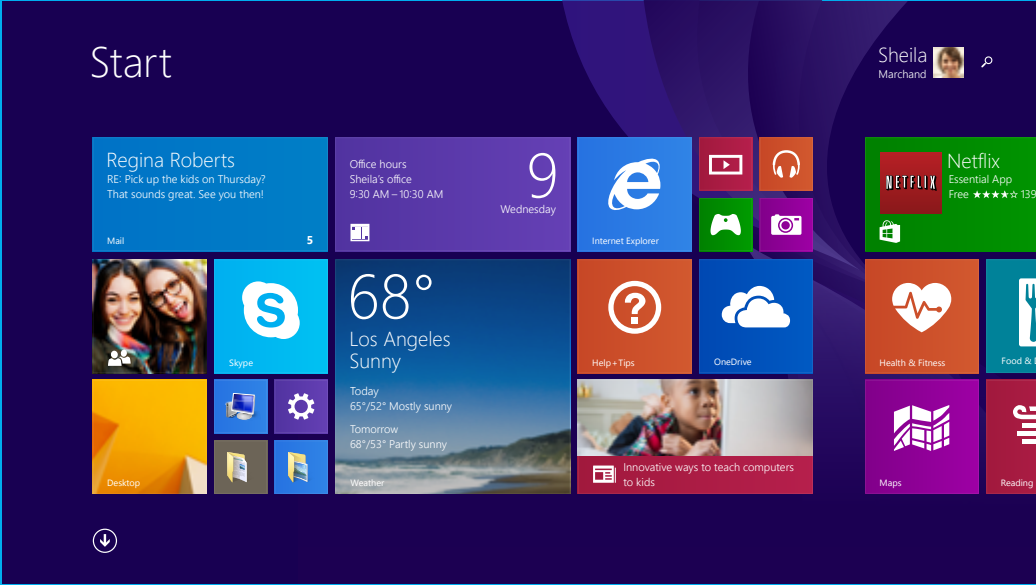 Start
Sheila
Marchand
Regina Roberts
RE: Pick up the kids on Thursday?
That sounds great. See you then!
Mail
5
Office hours
Sheila's office
9:30 AM – 10:30 AM
9
Wednesday
Internet Explorer
NETFLIX
Netflix
Essential App
Free ★★★★☆ 139
Skype
68°
Los Angeles
Sunny
Today
65°/52° Mostly sunny
Tomorrow
68°/53° Partly sunny
Weather
Help+Tips
OneDrive
Health & Fitness
Food &
Desktop
Innovative ways to teach computers
to kids
Maps
Reading